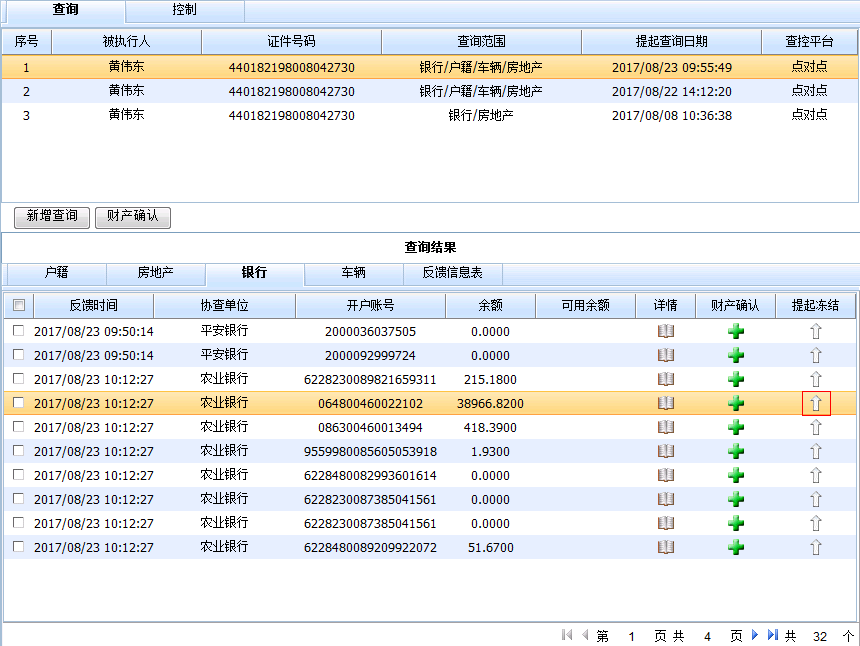 查询 控制
序号 被执行人 证件号码 查询范围 提起查询日期 查控平台
1 黄伟东 440182198008042730 银行/户籍/车辆/房地产 2017/08/23 09:55:49 点对点
2 黄伟东 440182198008042730 银行/户籍/车辆/房地产 2017/08/22 14:12:20 点对点
3 黄伟东 440182198008042730 银行/房地产 2017/08/08 10:36:38 点对点
新增查询 财产确认
查询结果
户籍 房地产 银行 车辆 反馈信息表
反馈时间 协查单位 开户账号 余额 可用余额 详情 财产确认 提起冻结
2017/08/23 09:50:14 平安银行 2000036037505 0.0000
2017/08/23 09:50:14 平安银行 2000092999724 0.0000
2017/08/23 10:12:27 农业银行 6228230089821659311 215.1800
2017/08/23 10:12:27 农业银行 064800460022102 38966.8200
2017/08/23 10:12:27 农业银行 086300460013494 418.3900
2017/08/23 10:12:27 农业银行 9559980085605053918 1.9300
2017/08/23 10:12:27 农业银行 6228480082993601614 0.0000
2017/08/23 10:12:27 农业银行 6228230087385041561 0.0000
2017/08/23 10:12:27 农业银行 6228230087385041561 0.0000
2017/08/23 10:12:27 农业银行 6228480089209922072 51.6700
第 1 页 共 4 页 共 32 个